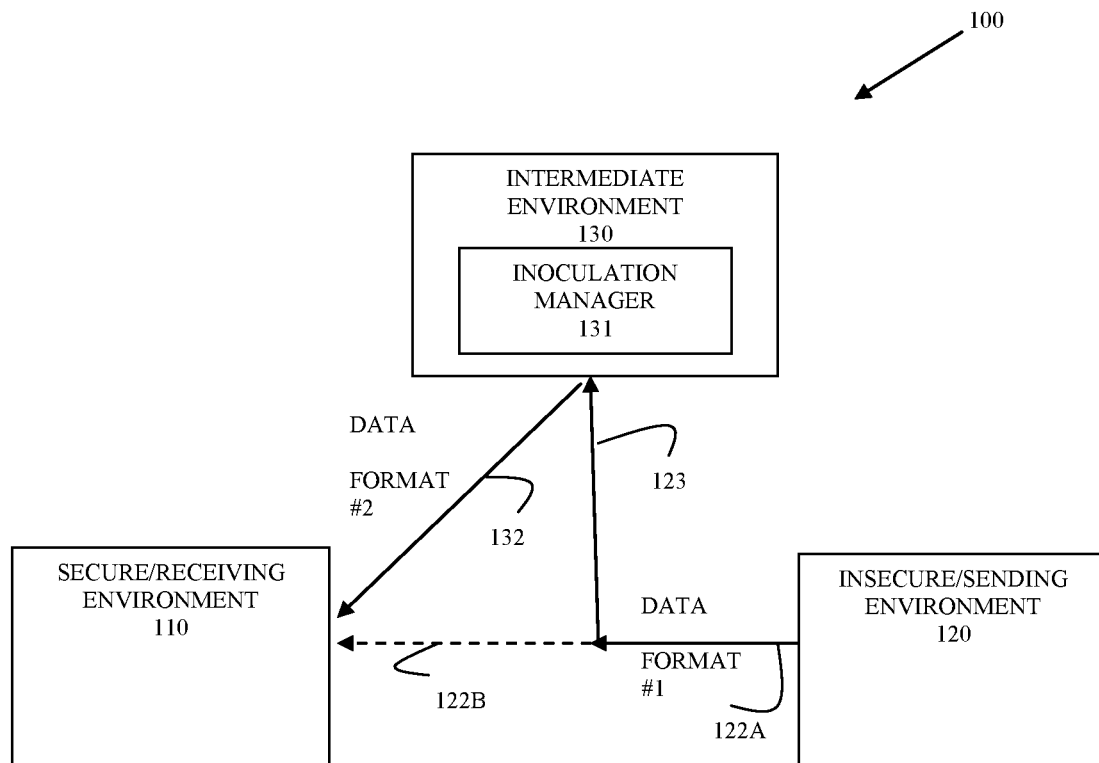 100
INTERMEDIATE
ENVIRONMENT
130
INOCULATION
MANAGER
131
DATA
FORMAT
#2
132
123
SECURE/RECEIVING
ENVIRONMENT
110
122B
DATA
FORMAT
#1
122A
INSECURE/SENDING
ENVIRONMENT
120